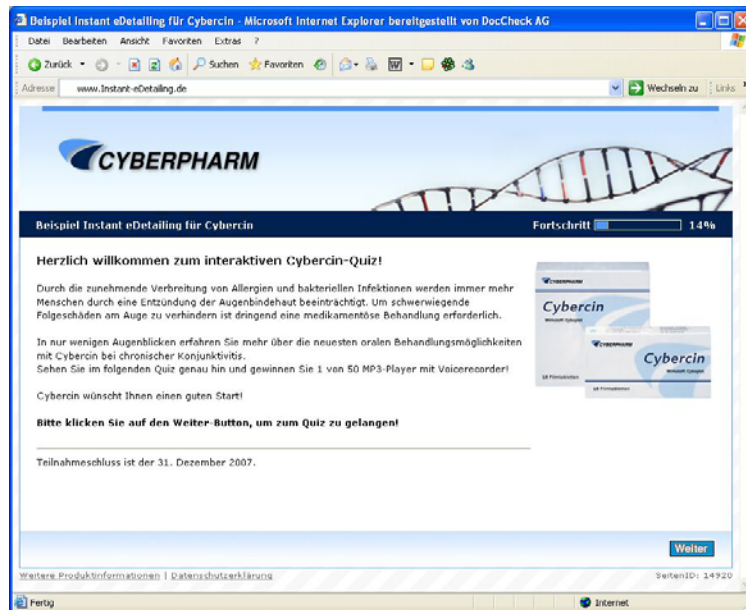 Beispiel Instant eDetailing für Cybercin - Microsoft Internet Explorer bereitgestellt von DocCheck AG
Datei Bearbeiten Ansicht Favoriten Extras ?
Zurück Suchen Favoriten
Adresse www.Instant-eDetailing.de Wechseln zu Links
CYBERPHARM
Beispiel Instant eDetailing für Cybercin Fortschritt 14%
Herzlich willkommen zum interaktiven Cybercin-Quiz!
Durch die zunehmende Verbreitung von Allergien und bakteriellen Infektionen werden immer mehr
Menschen durch eine Entzündung der Augenbindehaut beeinträchtigt. Um schwerwiegende
Folgeschäden am Auge zu verhindern ist dringend eine medikamentöse Behandlung erforderlich.
In nur wenigen Augenblicken erfahren Sie mehr über die neuesten oralen Behandlungsmöglichkeiten
mit Cybercin bei chronischer Konjunktivitis.
Sehen Sie im folgenden Quiz genau hin und gewinnen Sie 1 von 50 MP3-Player mit Voicerecorder!
Cybercin wünscht Ihnen einen guten Start!
Bitte klicken Sie auf den Weiter-Button, um zum Quiz zu gelangen!
Teilnahmeschluss ist der 31. Dezember 2007.
CYBERPHARM
Cybercin
CYBERPHARM
Cybercin
Weiter
Weitere Produktinformationen | Datenschutzerklärung SeitenID: 14920
Fertig Internet